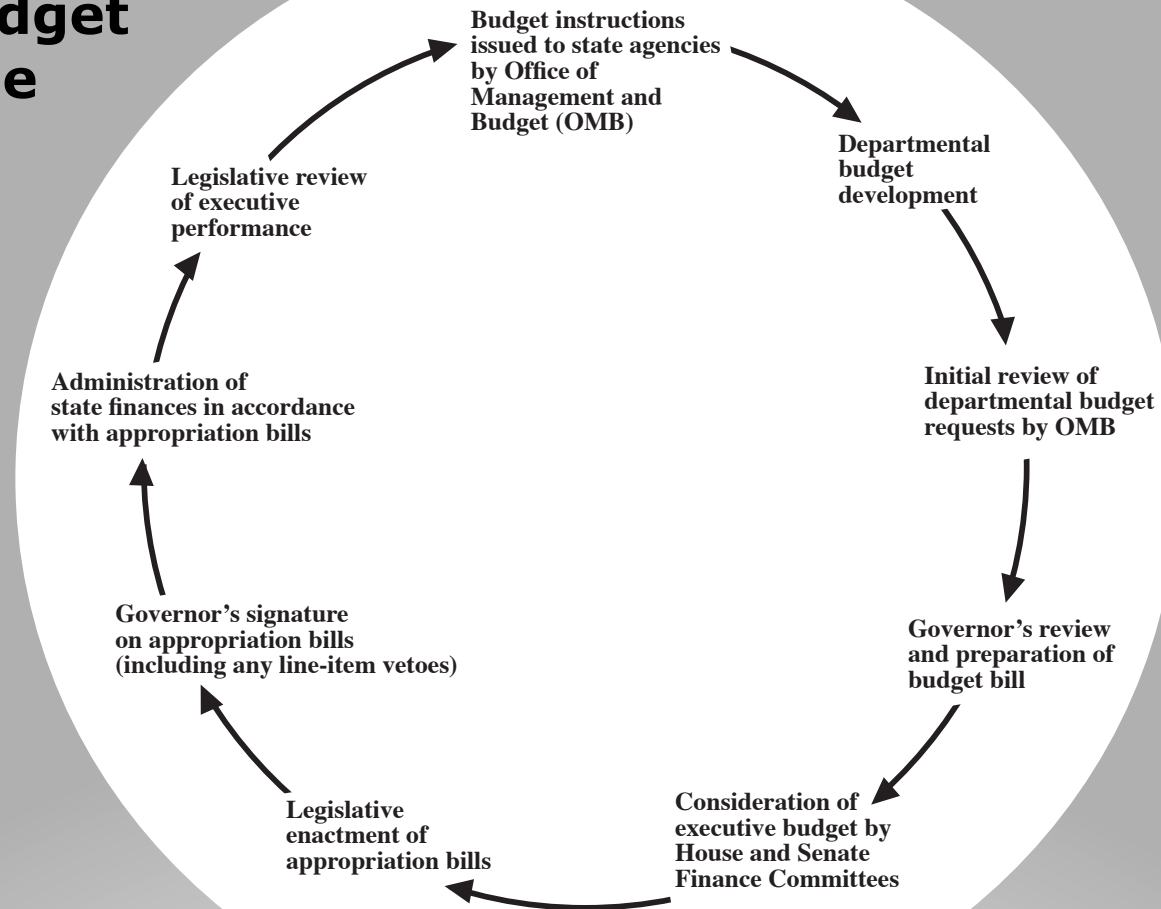 dget
e
Budget instructions
issued to state agencies
by Office of
Management and
Budget (OMB)
Departmental
budget
development
Initial review of
departmental budget
requests by OMB
Governor’s review
and preparation of
budget bill
Consideration of
executive budget by
House and Senate
Finance Committees
Legislative
enactment of
appropriation bills
Governor’s signature
on appropriation bills
(including any line-item vetoes)
Administration of
state finances in accordance
with appropriation bills
Legislative review
of executive
performance